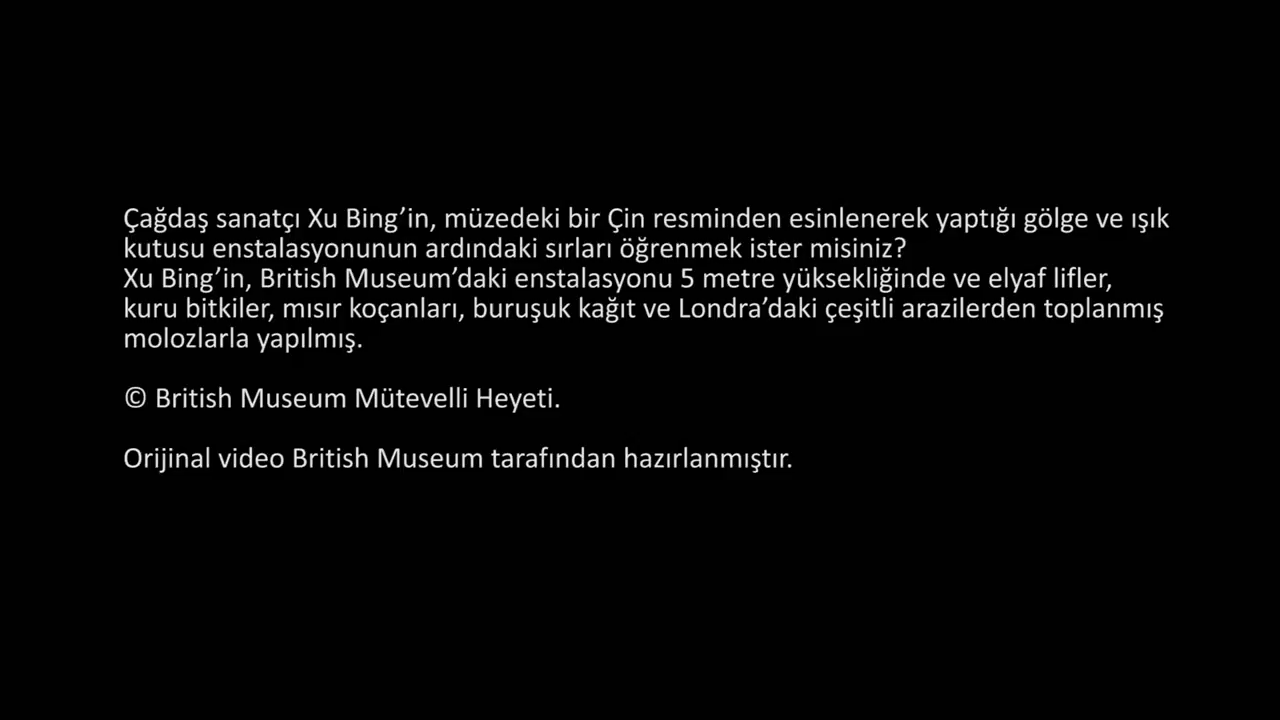 Çağdaş sanatçı Xu Bing’in, müzedeki bir Çin resminden esinlenerek yaptığı gölge ve ışık
kutusu enstalasyonunun ardındaki sırları öğrenmek ister misiniz?
Xu Bing’in, British Museum’daki enstalasyonu 5 metre yüksekliğinde ve elyaf lifler,
kuru bitkiler, mısır koçanları, buruşuk kağıt ve Londra’daki çeşitli arazilerden toplanmış
molozlarla yapılmış.
© British Museum Mütevelli Heyeti.
Orijinal video British Museum tarafından hazırlanmıştır.